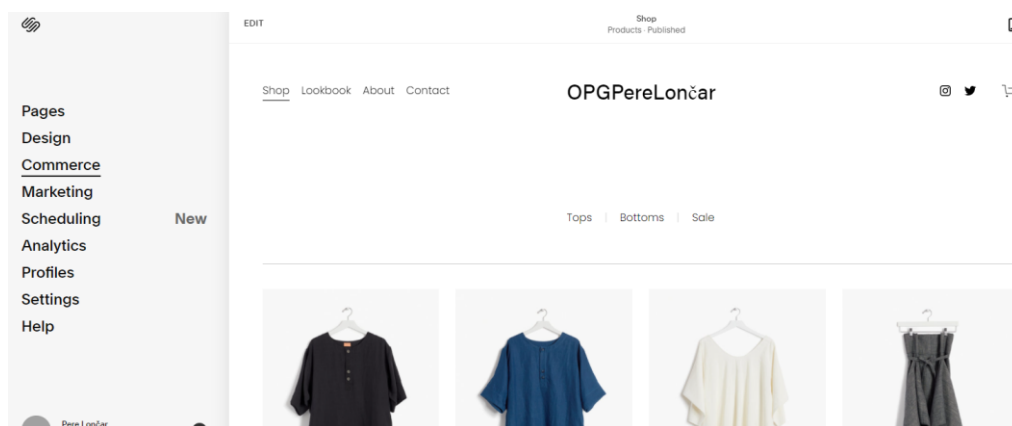 EDIT
Shop
Products · Published
Shop Lookbook About Contact
OPGPereLončar
Pages
Design
Commerce
Marketing
Scheduling New
Analytics
Profiles
Settings
Help
Tops Bottoms Sale
Pere Lončar